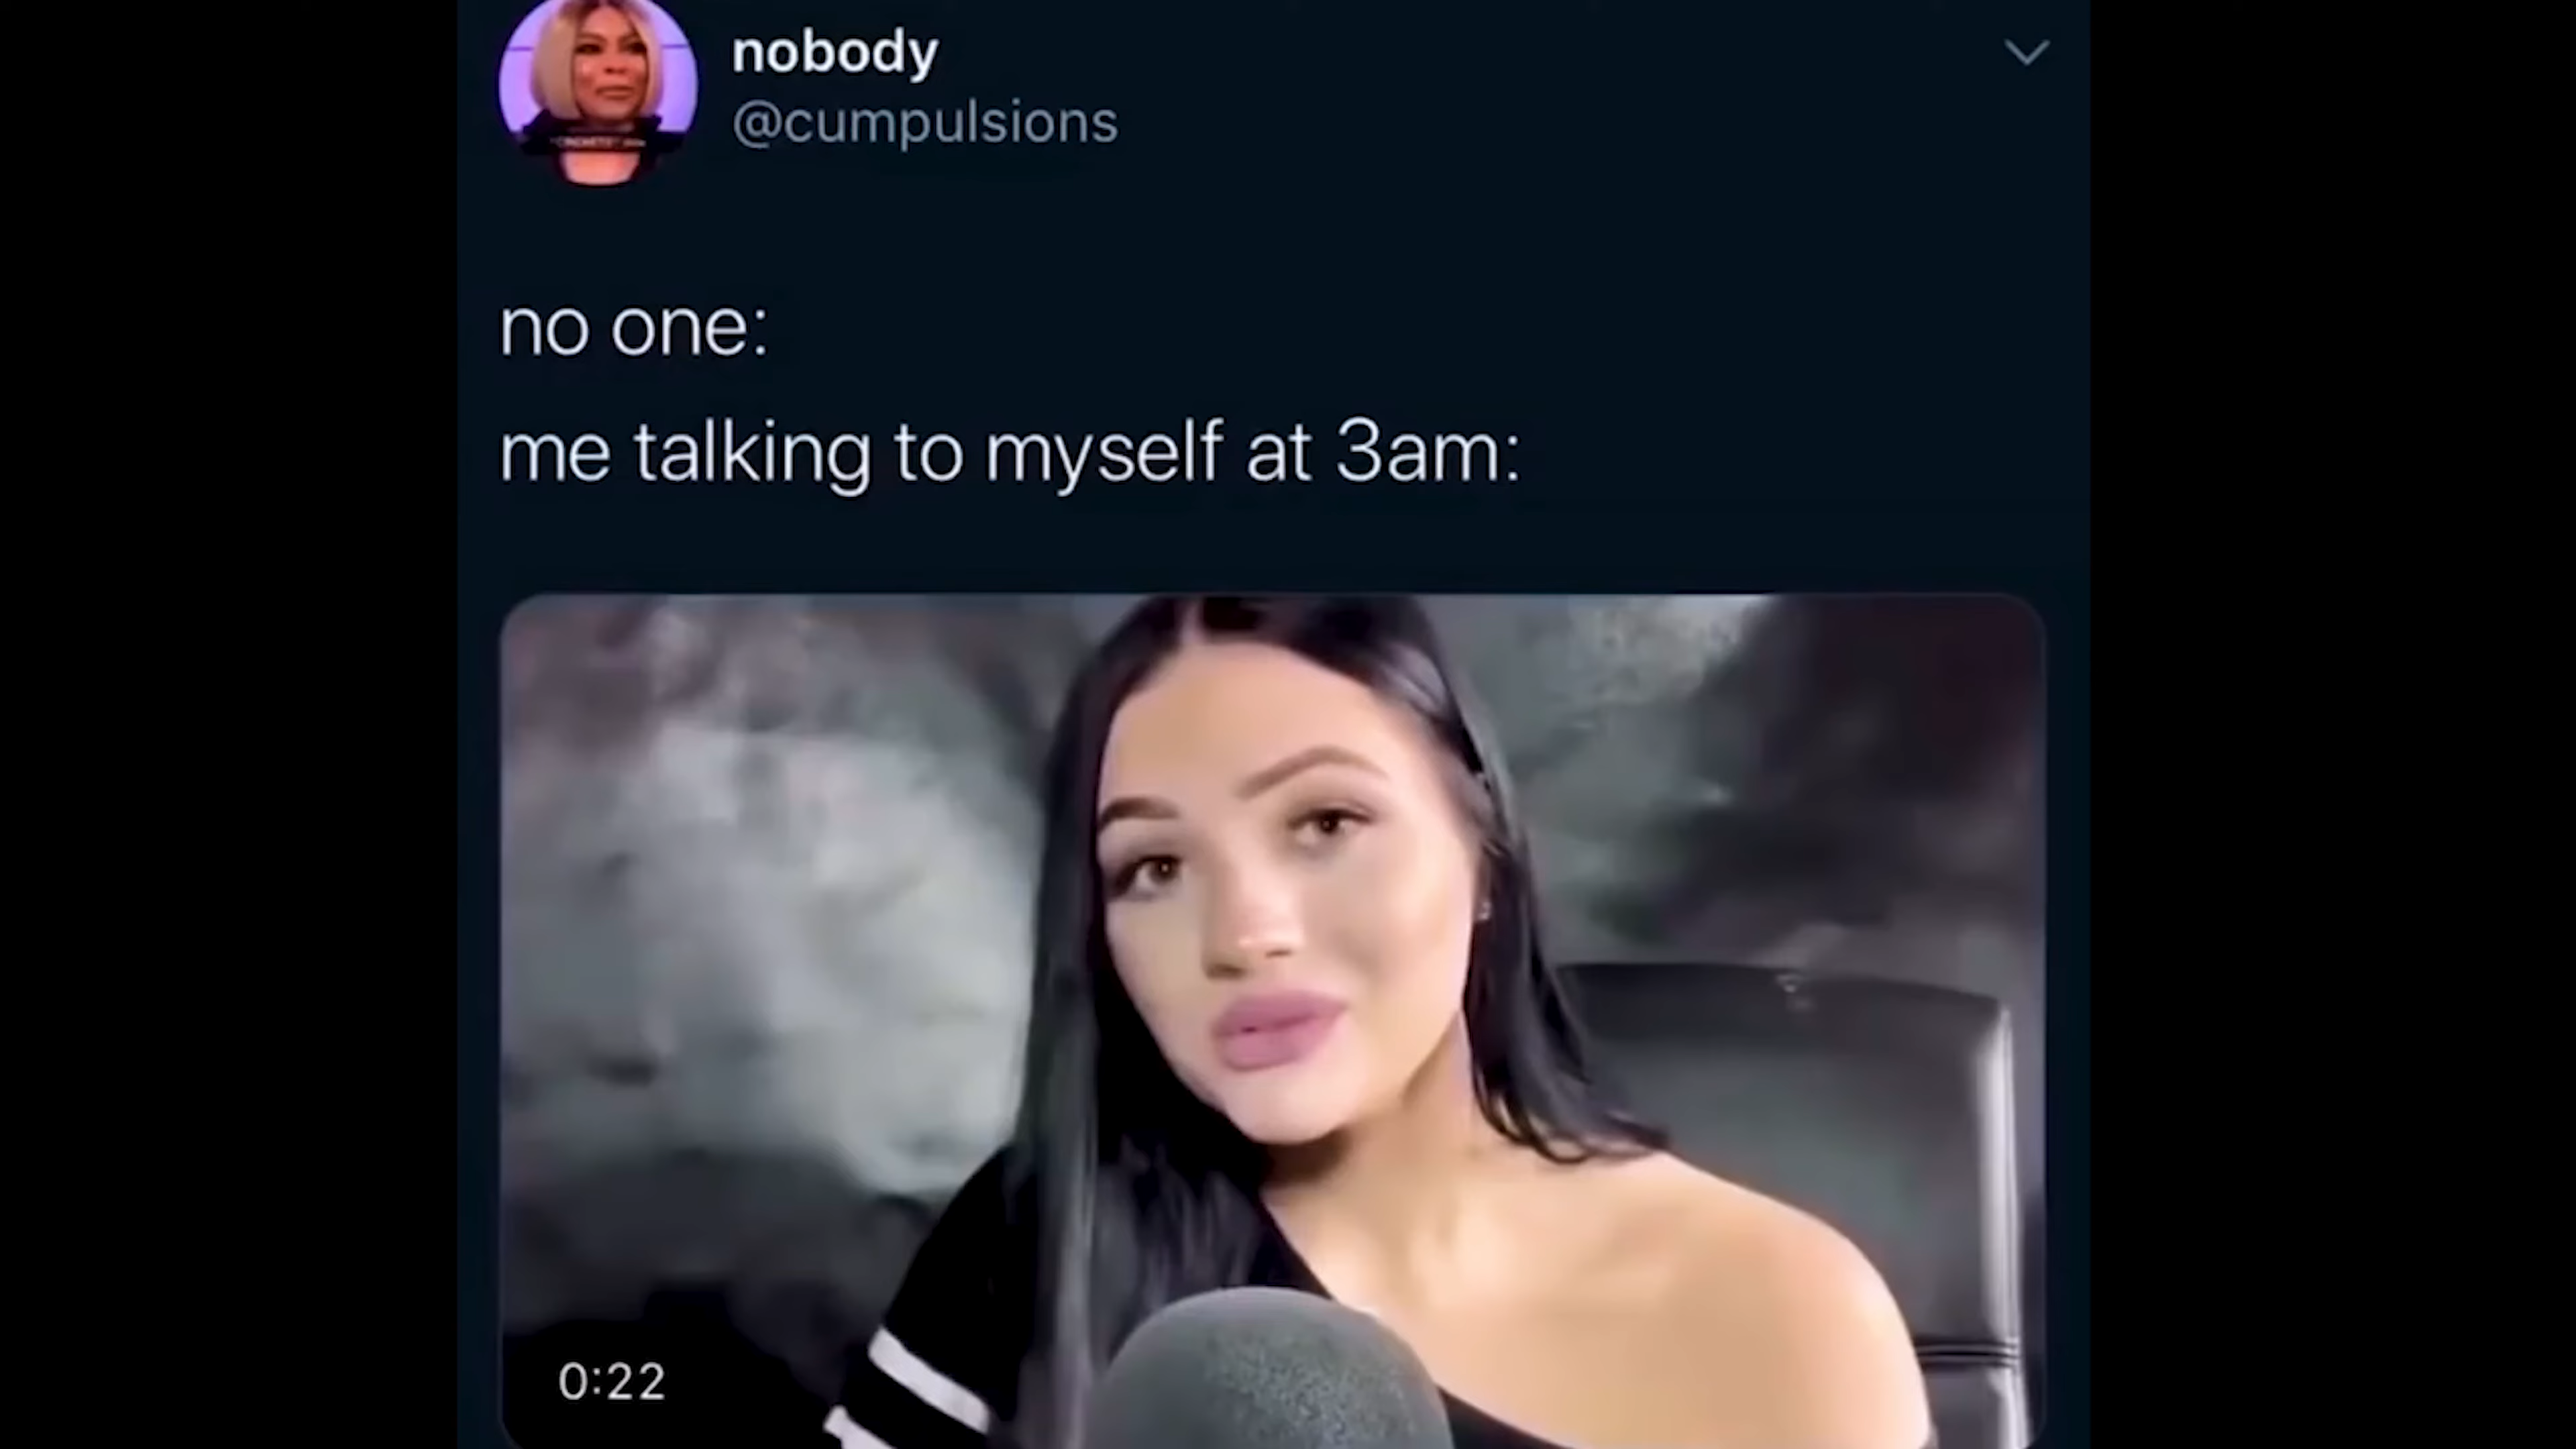 nobody
@cumpulsions
no one:
me talking to myself at 3am:
0:22